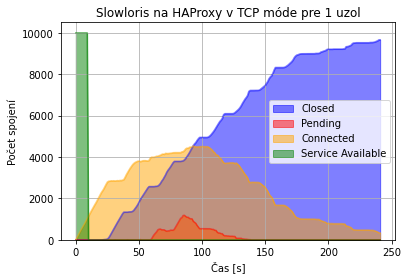 Slowloris na HAProxy v TCP móde pre 1 uzol
10000
8000
6000
4000
2000
0
Počet spojení
Closed
Pending
Connected
Service Available
0
50
100
150
200
250
Čas [s]